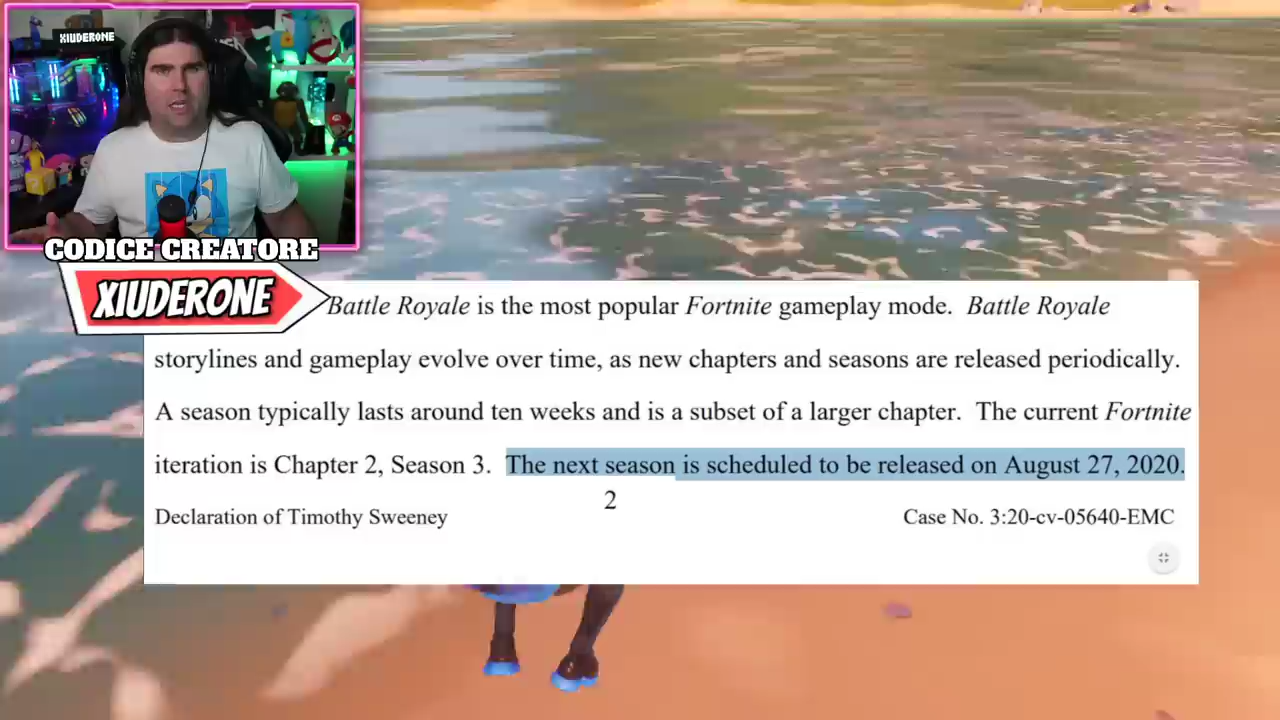 XIUDERONE
CODICE CREATORE
XIUDERONE
Battle Royale is the most popular Fortnite gameplay mode. Battle Royale
storylines and gameplay evolve over time, as new chapters and seasons are released periodically.
A season typically lasts around ten weeks and is a subset of a larger chapter. The current Fortnite
iteration is Chapter 2, Season 3. The next season is scheduled to be released on August 27, 2020.
2
Declaration of Timothy Sweeney
Case No. 3:20-cv-05640-EMC